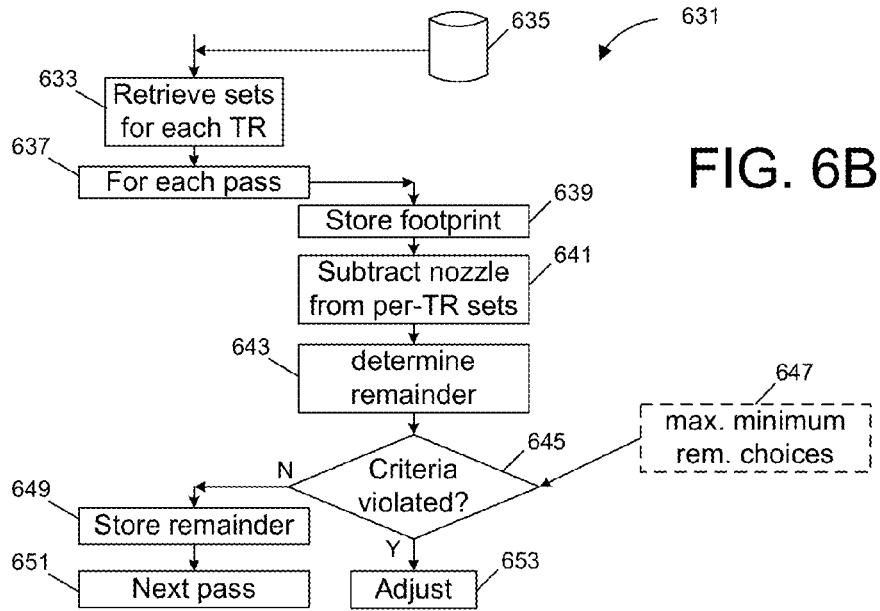 635
631
633
Retrieve sets
for each TR
FIG. 6B
637
For each pass
639
Store footprint
641
Subtract nozzle
from per-TR sets
643
determine
remainder
647
max. minimum
rem. choices
645
Criteria
violated?
N
649
Store remainder
Y
651
Next pass
653
Adjust